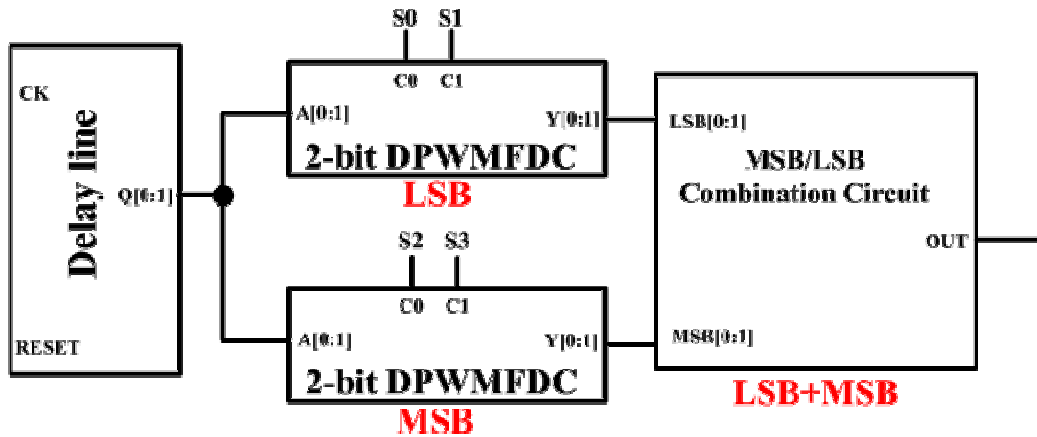 CK
Delay line
Q[0:1]
RESET
S0 S1
C0 C1
A[0:1]
Y[0:1]
2-bit DPWMFDC
LSB
S2 S3
C0 C1
A[0:1]
Y[0:1]
2-bit DPWMFDC
MSB
LSB[0:1]
MSB/LSB
Combination Circuit
OUT
MSB[0:1]
LSB+MSB